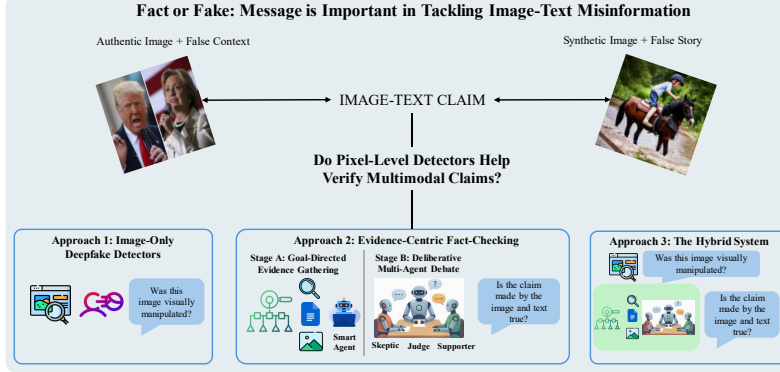 Fact or Fake: Message is Important in Tackling Image-Text Misinformation
Authentic Image + False Context
Synthetic Image + False Story
IMAGE-TEXT CLAIM
Do Pixel-Level Detectors Help
Verify Multimodal Claims?
Approach 1: Image-Only
Deepfake Detectors
Was this
image visually
manipulated?
Approach 2: Evidence-Centric Fact-Checking
Stage A: Goal-Directed
Evidence Gathering
Smart
Agent
Stage B: Deliberative
Multi-Agent Debate
Skeptic Judge Supporter
Is the claim
made by the
image and text
true?
Approach 3: The Hybrid System
Was this image visually
manipulated?
Is the claim
made by the
image and text
true?